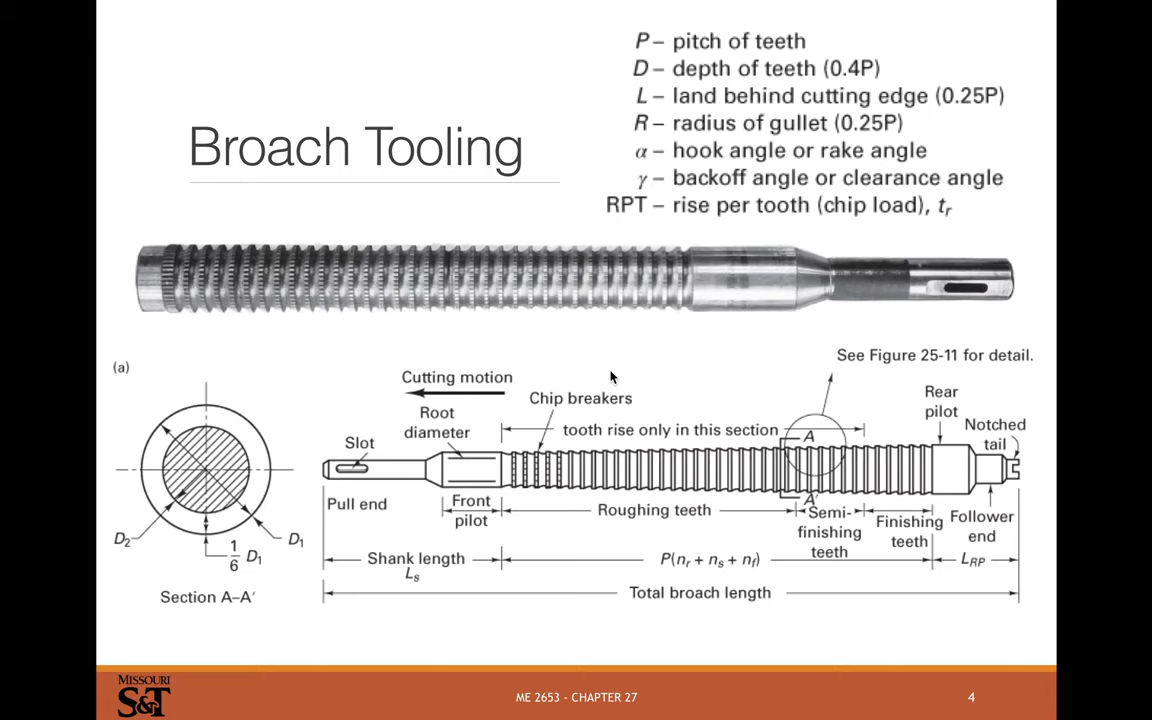 P – pitch of teeth
D – depth of teeth (0.4P)
L – land behind cutting edge (0.25P)
R – radius of gullet (0.25P)
α – hook angle or rake angle
γ – backoff angle or clearance angle
RPT – rise per tooth (chip load), tr
Broach Tooling
(a)
See Figure 25-11 for detail.
Cutting motion
Chip breakers
Rear
pilot
Root
diameter
tooth rise only in this section
A
Notched
tail
Slot
Pull end
Front
pilot
Roughing teeth
A'
Semi-
finishing
teeth
Finishing
teeth
Follower
end
D2
1
6
D1
D1
Shank length
Ls
P(nr + ns + nf)
LRP
Section A–A'
Total broach length
MISSOURI
S&T
ME 2653 - CHAPTER 27
4